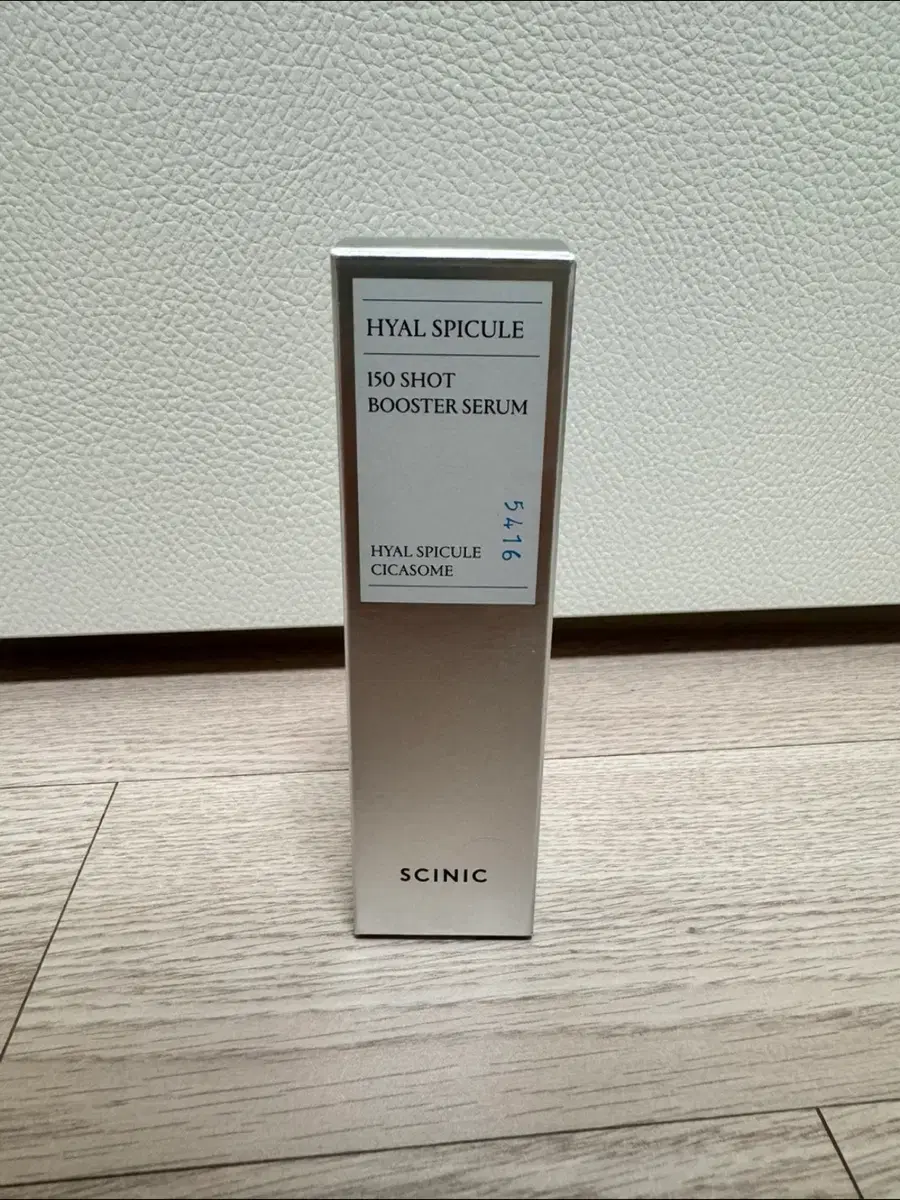 HYAL SPICULE
150 SHOT
BOOSTER SERUM
5416
HYAL SPICULE
CICASOME
SCINIC